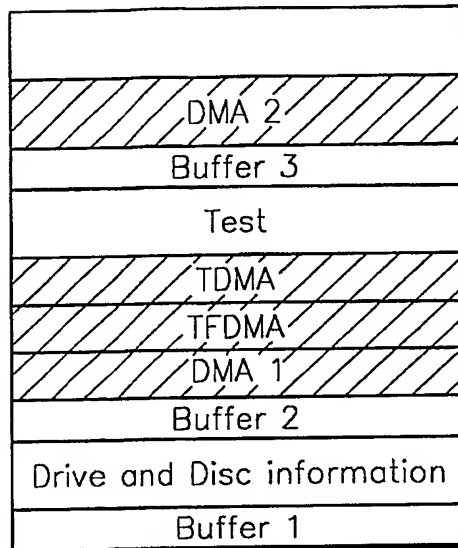 DMA 2
Buffer 3
Test
TDMA
TFDMA
DMA 1
Buffer 2
Drive and Disc information
Buffer 1